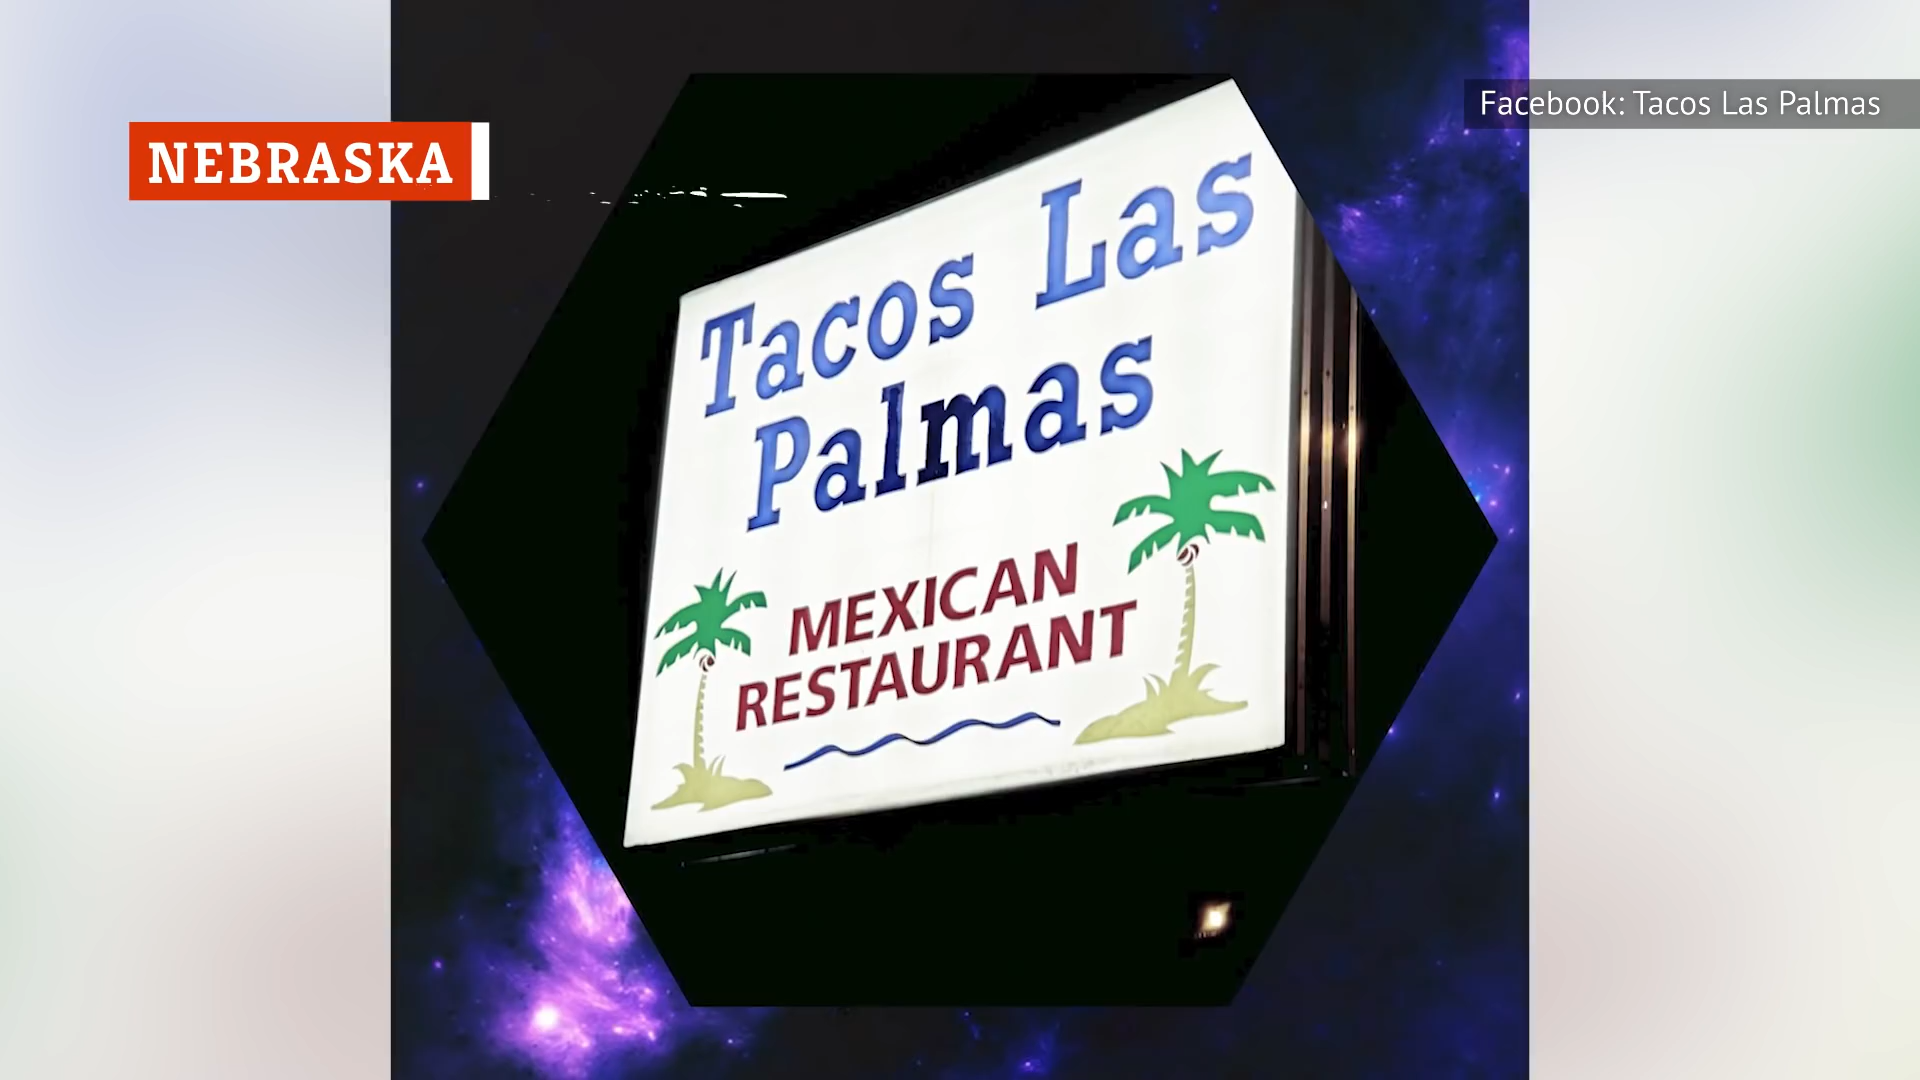 NEBRASKA
Facebook: Tacos Las Palmas
Tacos Las
Palmas
MEXICAN
RESTAURANT